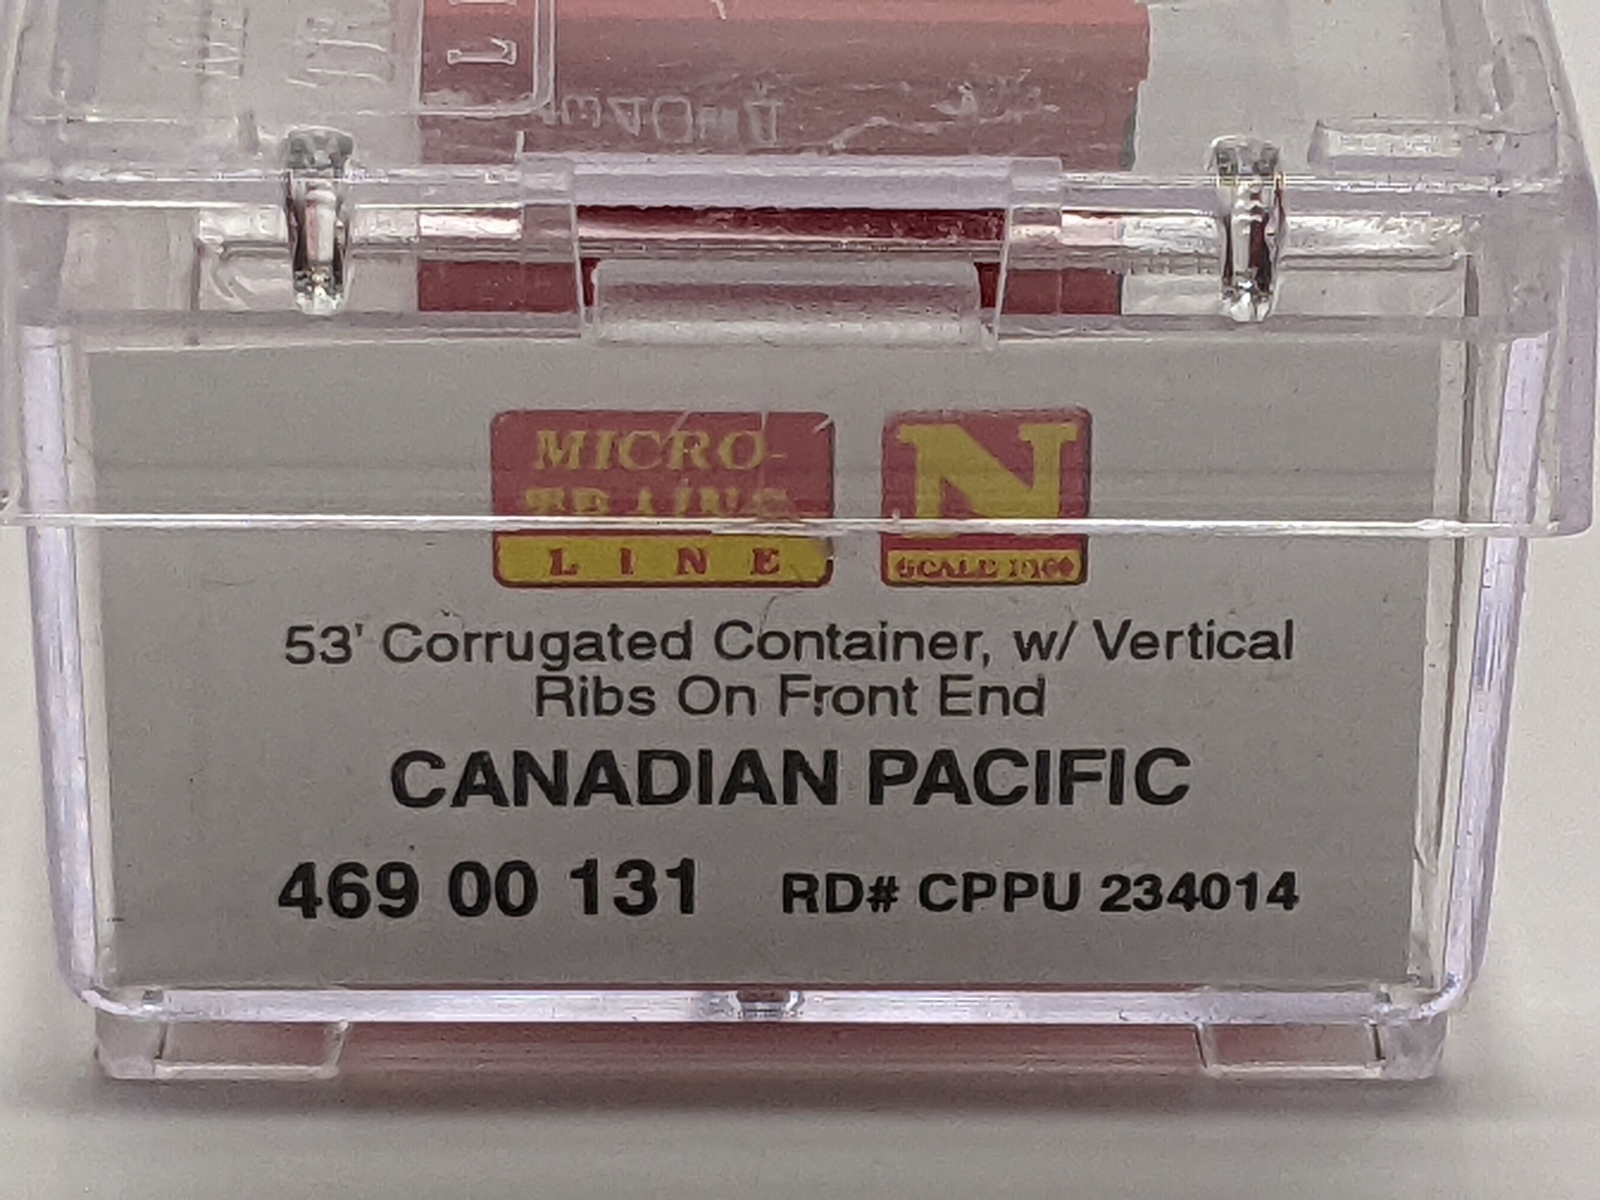 MICRO-
TRAINS
LINE
N
SCALE 1:160
53' Corrugated Container, w/ Vertical
Ribs On Front End
CANADIAN PACIFIC
469 00 131 RD# CPPU 234014